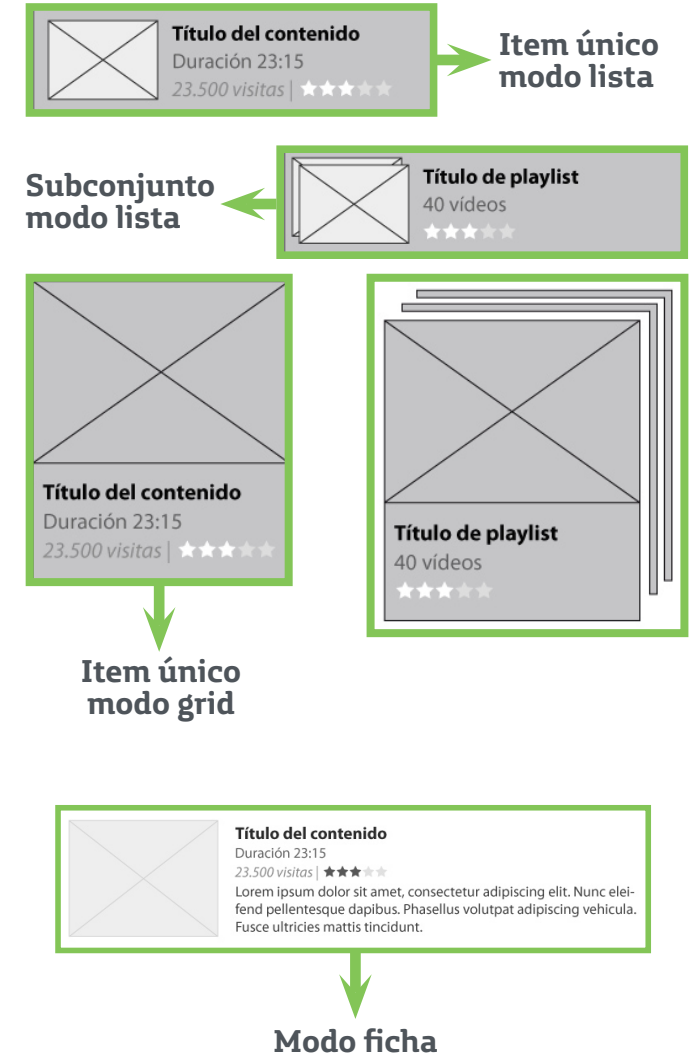 Título del contenido
Duración 23:15
23.500 visitas |
Item único
modo lista
Subconjunto
modo lista
Título de playlist
40 vídeos
Título del contenido
Duración 23:15
23.500 visitas |
Título de playlist
40 vídeos
Item único
modo grid
Título del contenido
Duración 23:15
23.500 visitas |
Lorem ipsum dolor sit amet, consectetur adipiscing elit. Nunc elei-
fend pellentesque dapibus. Phasellus volutpat adipiscing vehicula.
Fusce ultricies mattis tincidunt.
Modo ficha